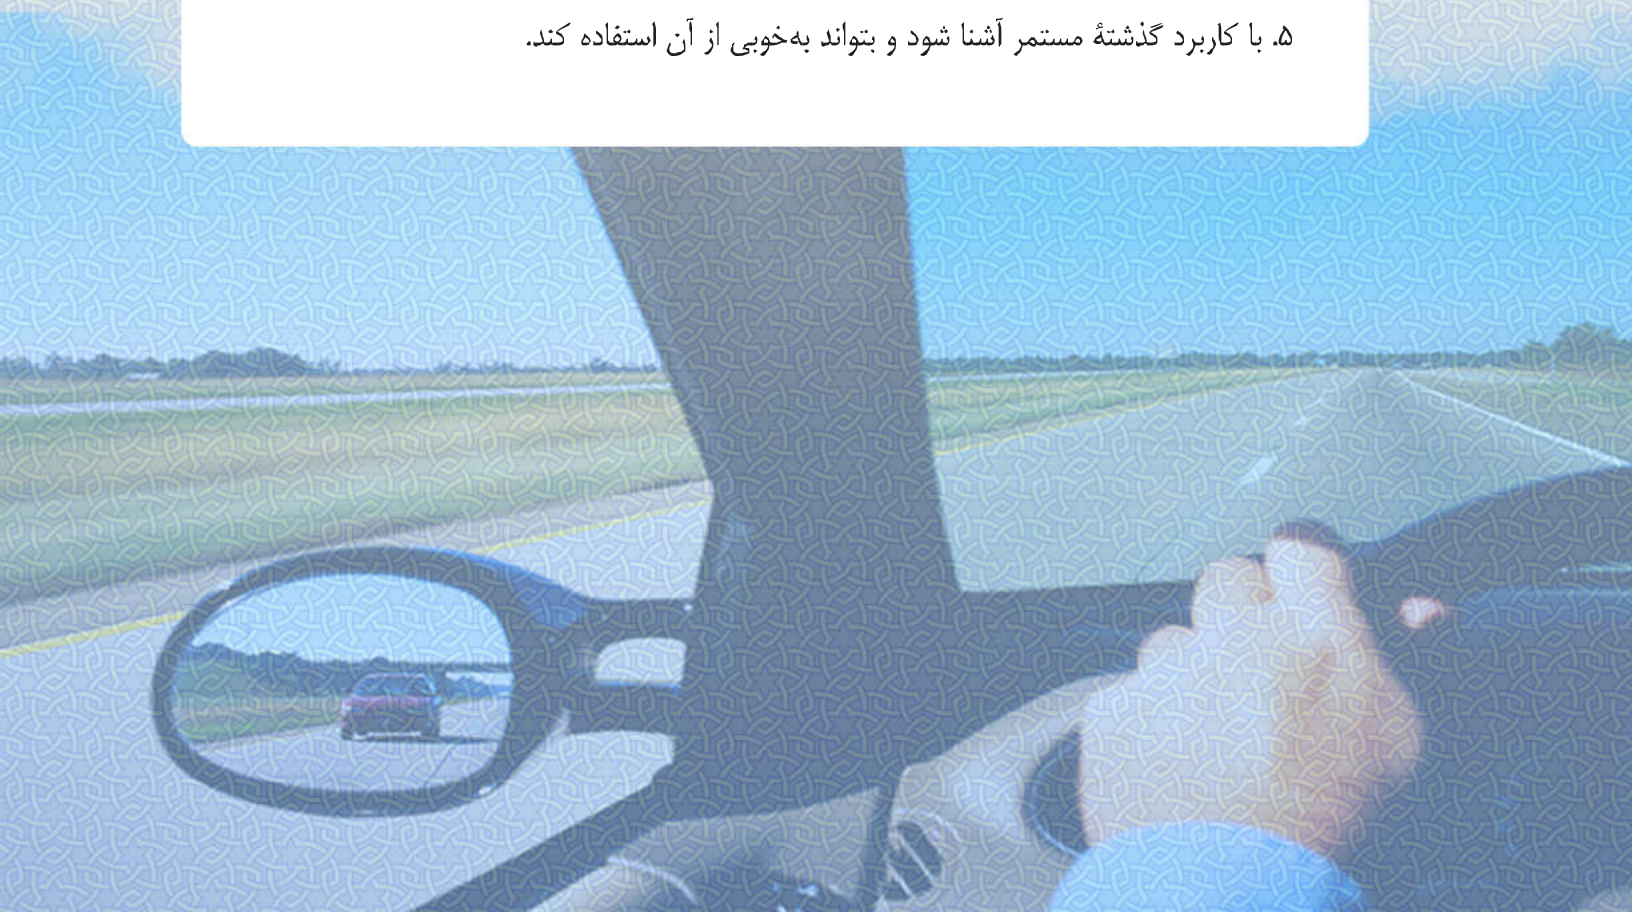 ۵. با کاربرد گذشتهٔ مستمر آشنا شود و بتواند به‌خوبی از آن استفاده کند.